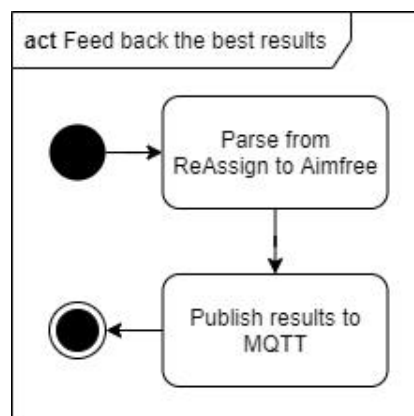 act Feed back the best results
Parse from
ReAssign to Aimfree
Publish results to
MQTT